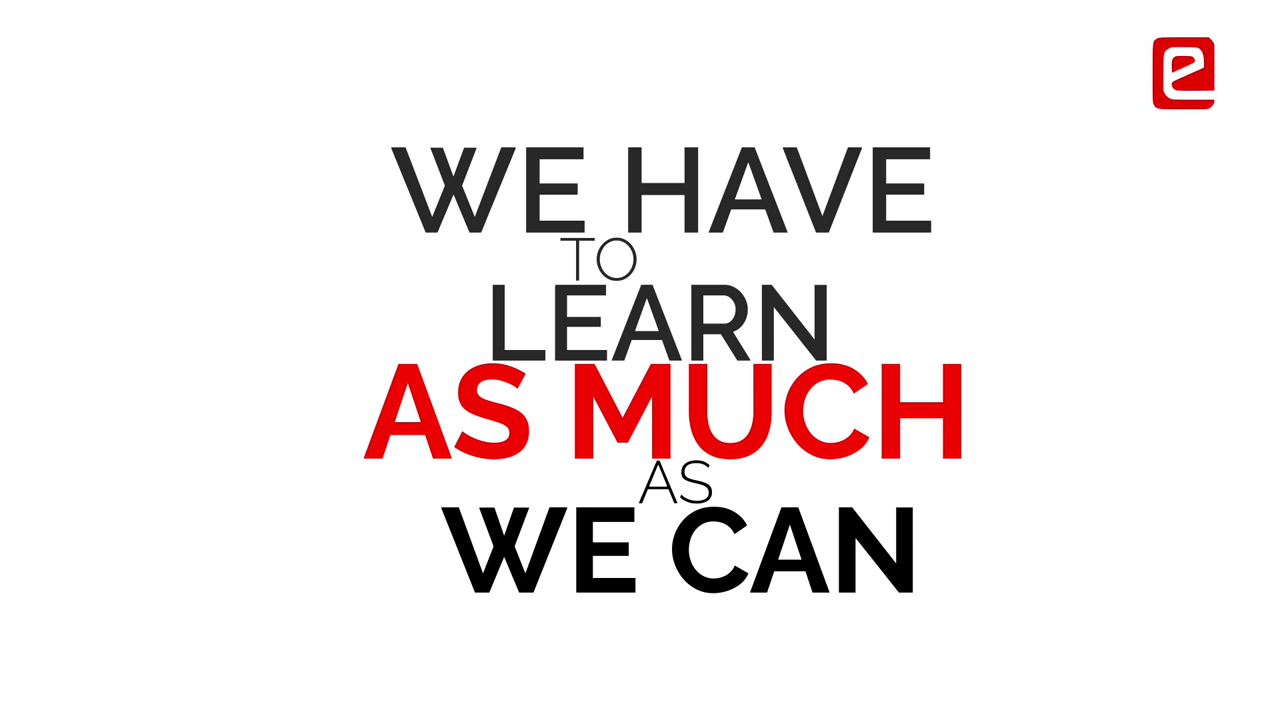 e
WE HAVE
TO
LEARN
AS MUCH
AS
WE CAN